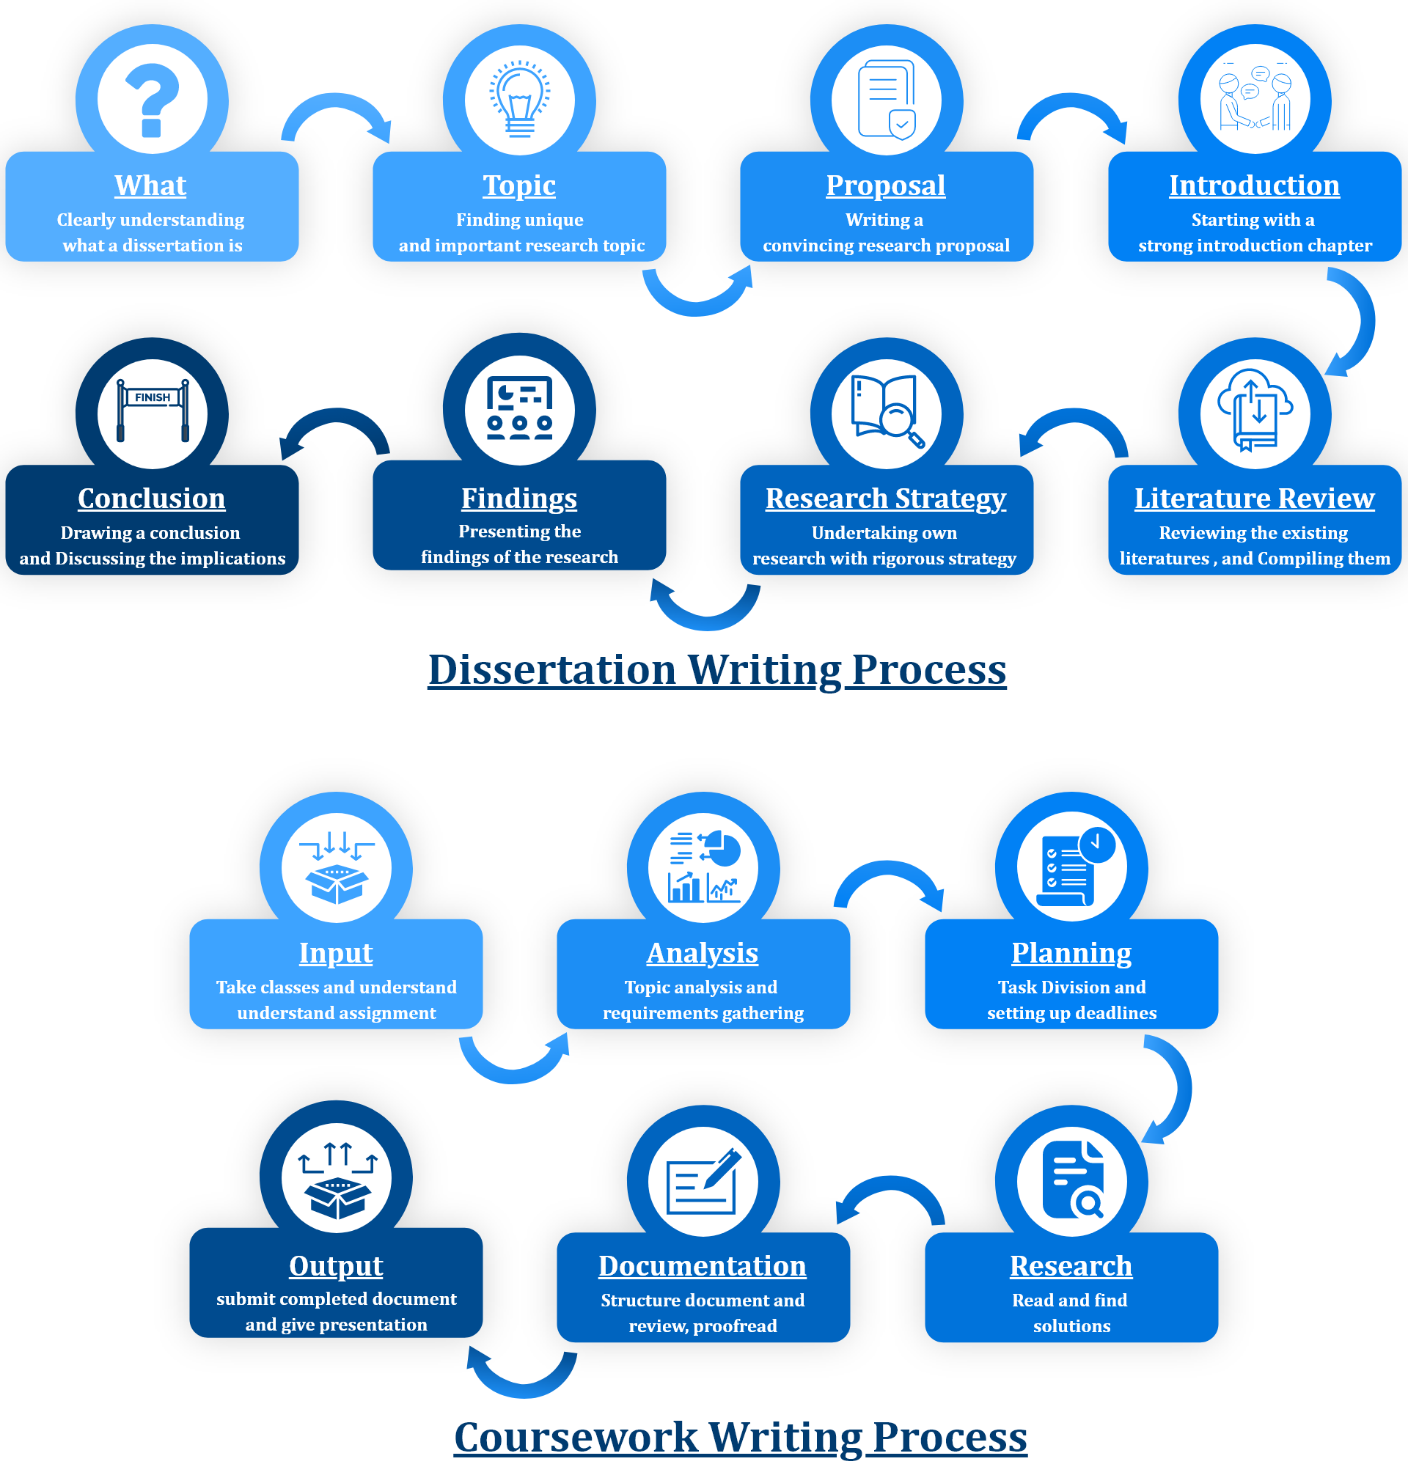 What
Clearly understanding
what a dissertation is
Topic
Finding unique
and important research topic
Proposal
Writing a
convincing research proposal
Introduction
Starting with a
strong introduction chapter
FINISH
Conclusion
Drawing a conclusion
and Discussing the implications
Findings
Presenting the
findings of the research
Research Strategy
Undertaking own
research with rigorous strategy
Literature Review
Reviewing the existing
literatures , and Compiling them
Dissertation Writing Process
Input
Take classes and understand
understand assignment
Analysis
Topic analysis and
requirements gathering
Planning
Task Division and
setting up deadlines
Output
submit completed document
and give presentation
Documentation
Structure document and
review, proofread
Research
Read and find
solutions
Coursework Writing Process